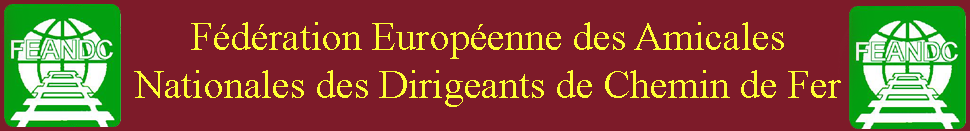 FEANDC
Fédération Européenne des Amicales
Nationales des Dirigeants de Chemin de Fer
FEANDC